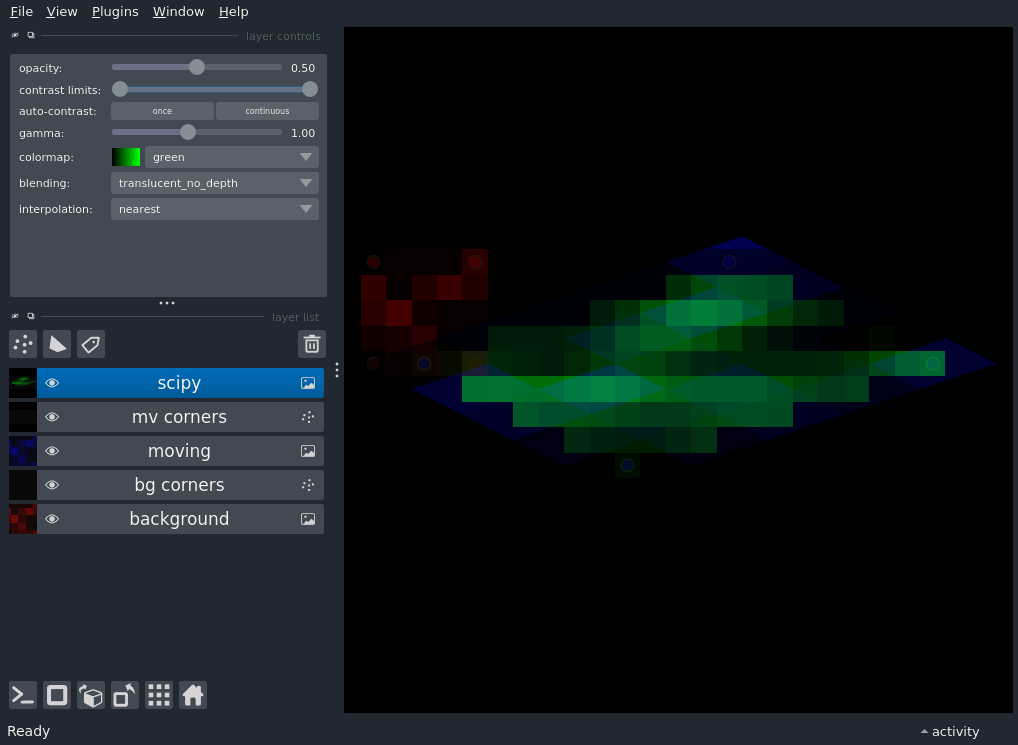 File View Plugins Window Help
layer controls
opacity: 0.50
contrast limits:
auto-contrast: once continuous
gamma: 1.00
colormap: green
blending: translucent_no_depth
interpolation: nearest
layer list
scipy
mv corners
moving
bg corners
background
Ready activity